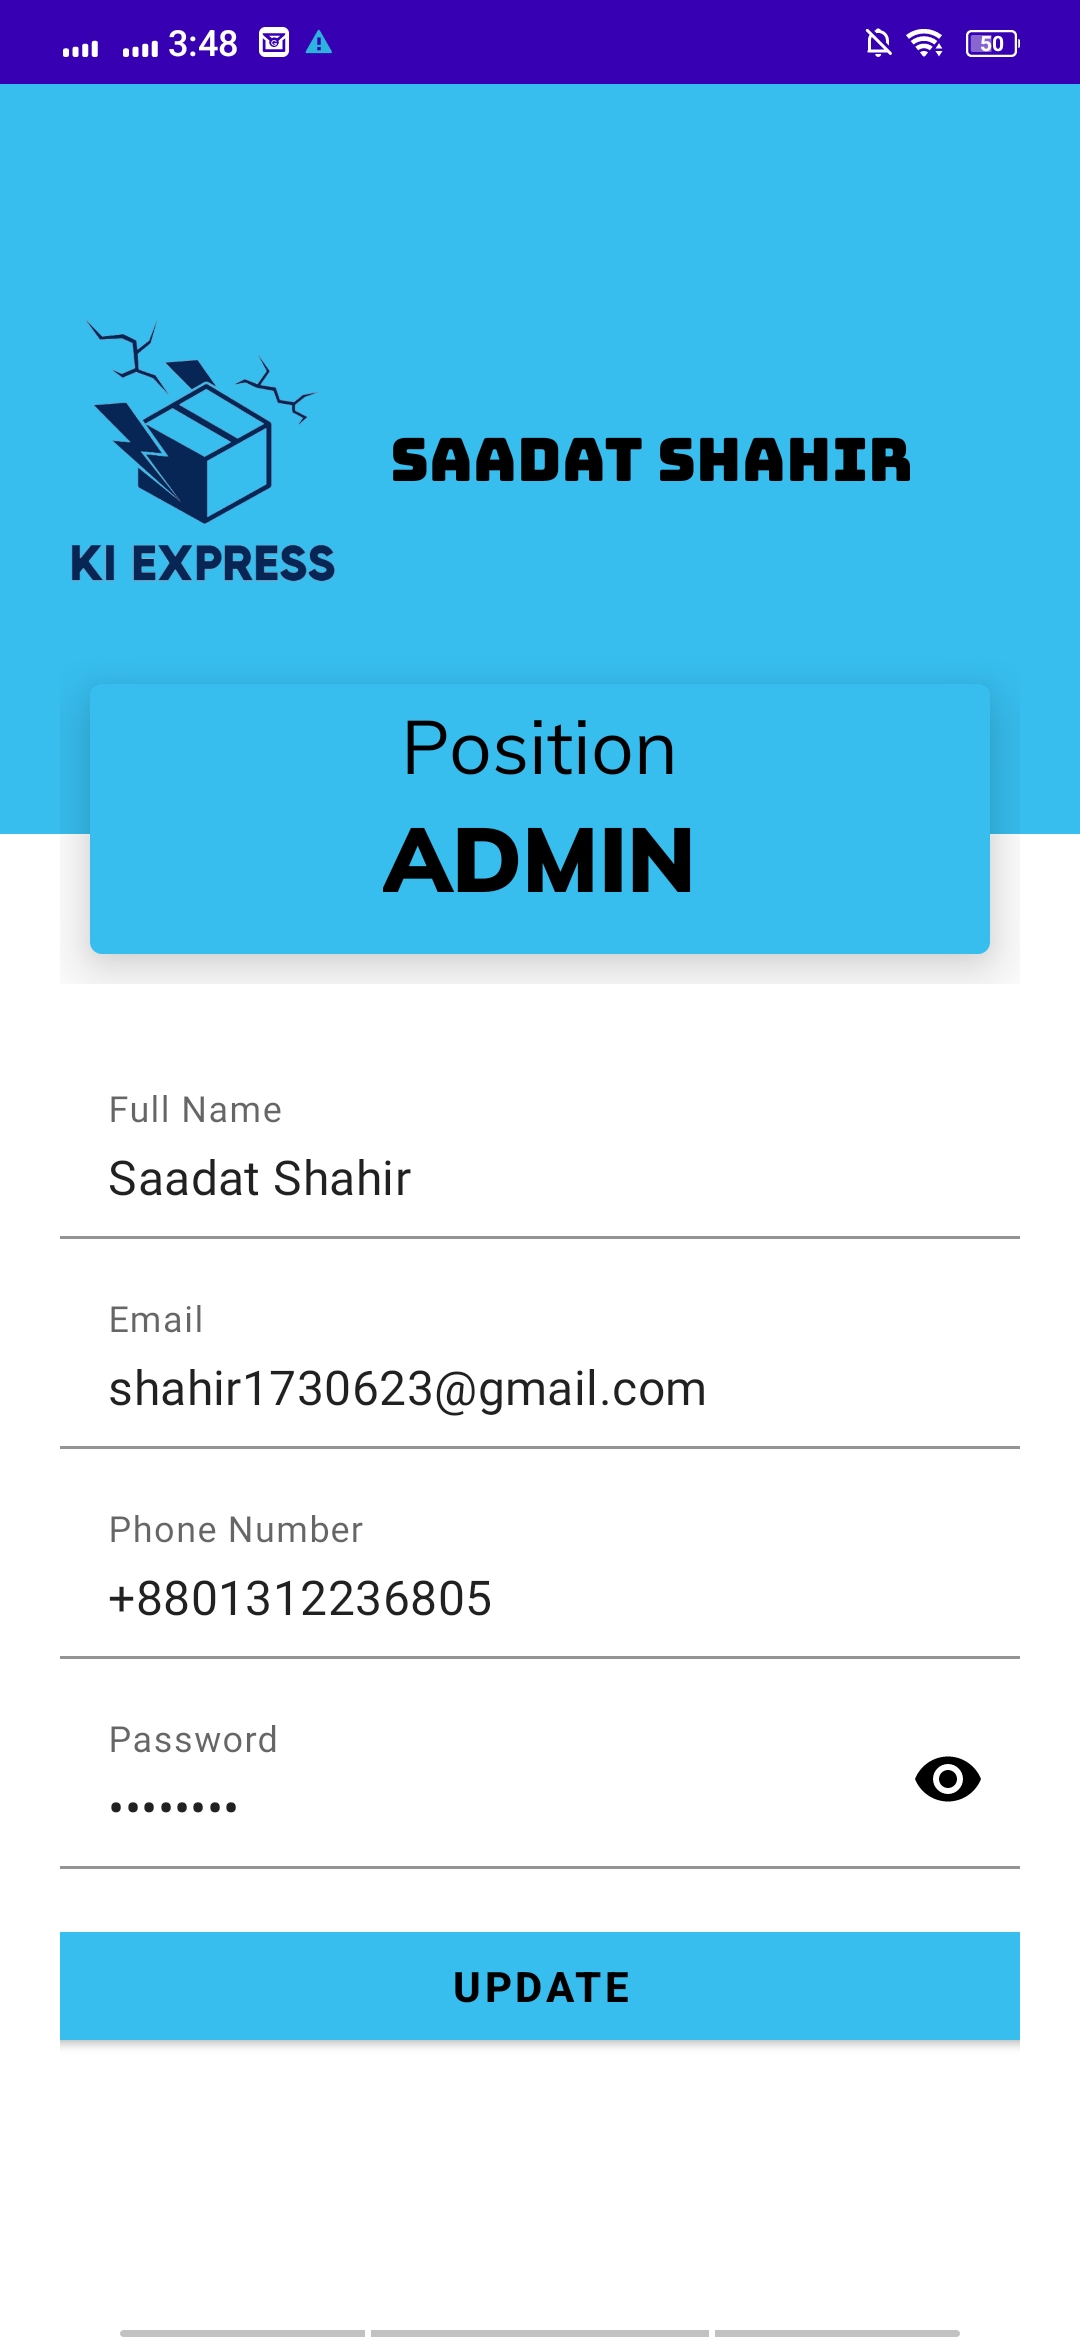 3:48
50
SAADAT SHAHIR
KI EXPRESS
Position
ADMIN
Full Name
Saadat Shahir
Email
shahir1730623@gmail.com
Phone Number
+8801312236805
Password
••••••••
UPDATE